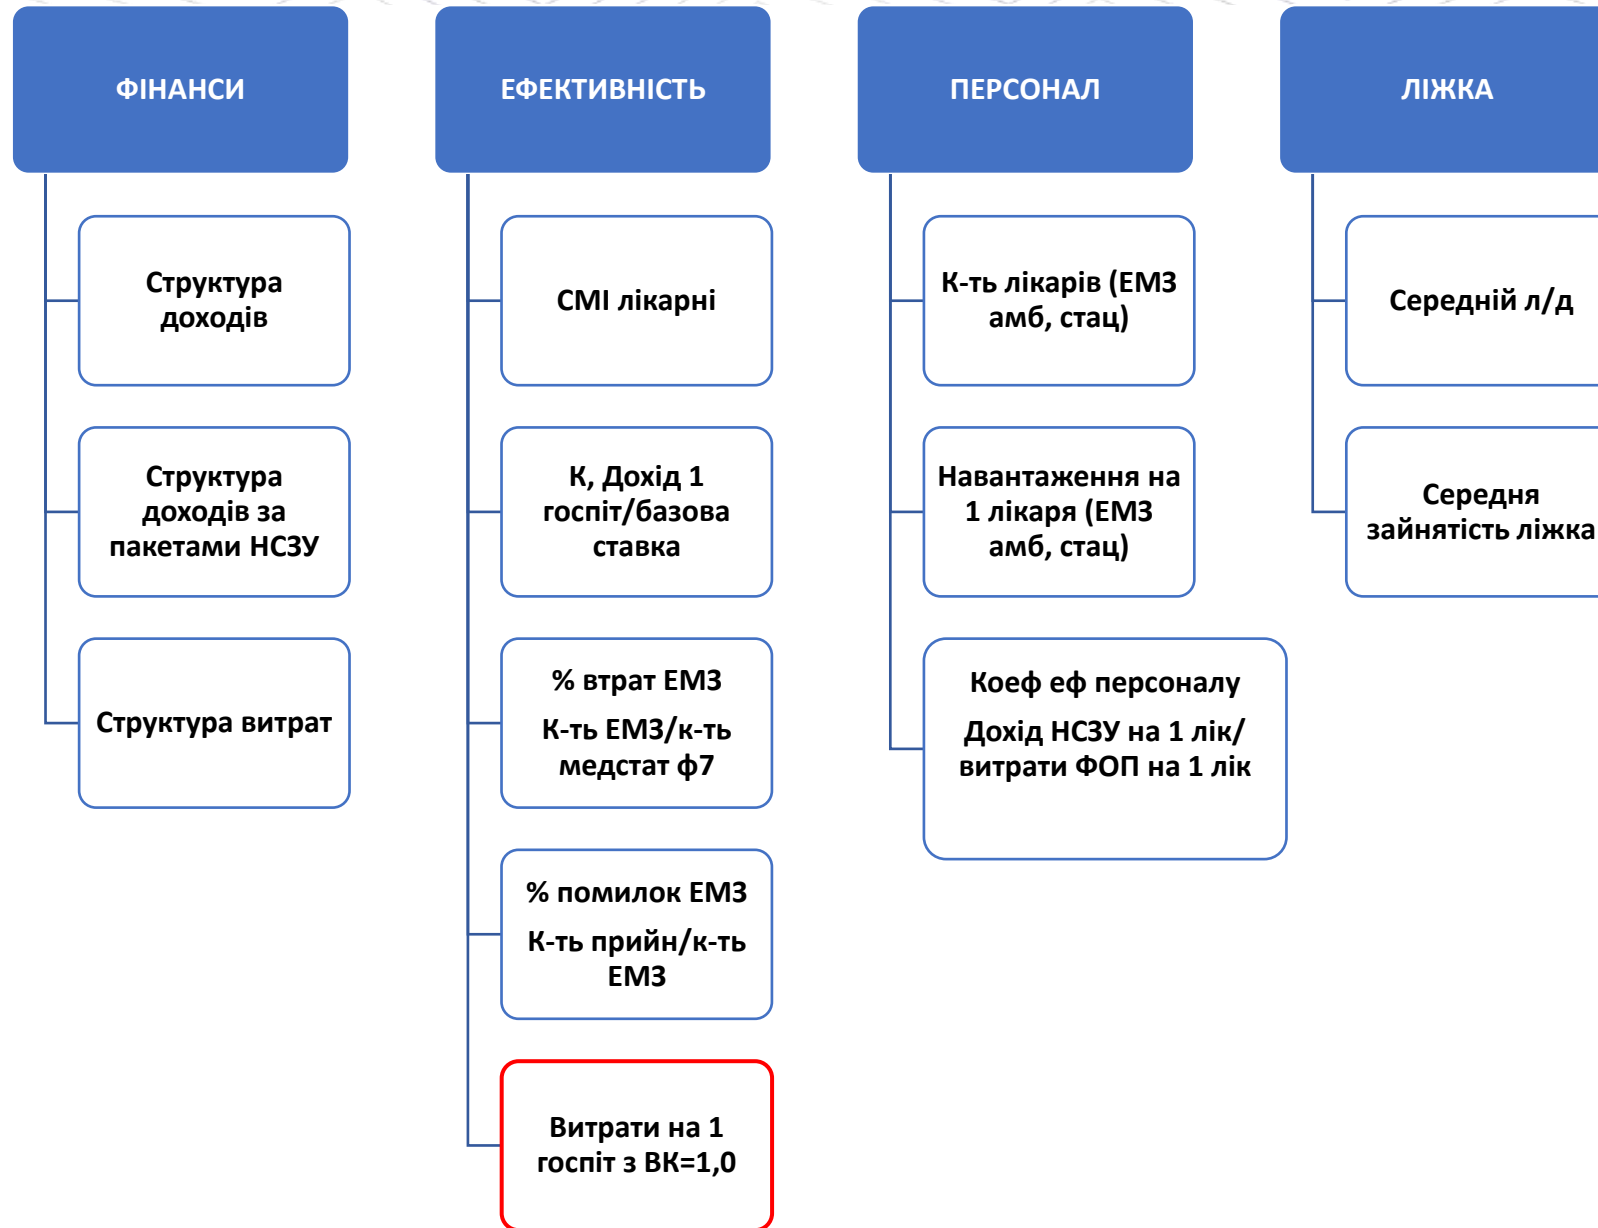 ФІНАНСИ
Структура
доходів
Структура
доходів за
пакетами НСЗУ
Структура витрат
ЕФЕКТИВНІСТЬ
СМІ лікарні
К, Дохід 1
госпіт/базова
ставка
% втрат ЕМЗ
К-ть ЕМЗ/к-ть
медстат ф7
% помилок ЕМЗ
К-ть прийн/к-ть
ЕМЗ
Витрати на 1
госпіт з ВК=1,0
ПЕРСОНАЛ
К-ть лікарів (ЕМЗ
амб, стац)
Навантаження на
1 лікаря (ЕМЗ
амб, стац)
Коеф еф персоналу
Дохід НСЗУ на 1 лік/
витрати ФОП на 1 лік
ЛІЖКА
Середній л/д
Середня
зайнятість ліжка